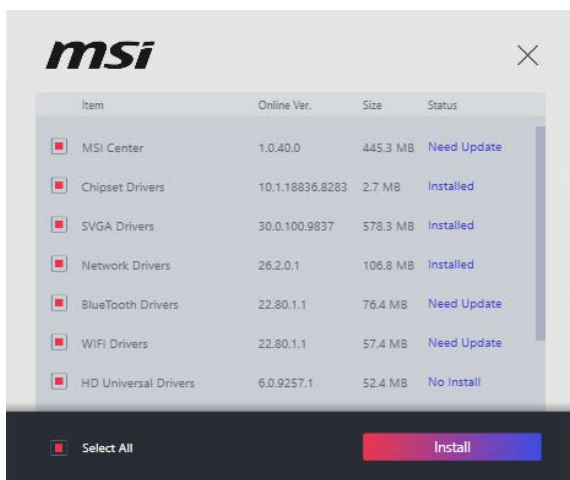 msi
Item Online Ver. Size Status
MSI Center 1.0.40.0 445.3 MB Need Update
Chipset Drivers 10.1.18836.8283 2.7 MB Installed
SVGA Drivers 30.0.100.9837 578.3 MB Installed
Network Drivers 26.2.0.1 106.8 MB Installed
BlueTooth Drivers 22.80.1.1 76.4 MB Need Update
WIFI Drivers 22.80.1.1 57.4 MB Need Update
HD Universal Drivers 6.0.9257.1 52.4 MB No Install
Select All Install